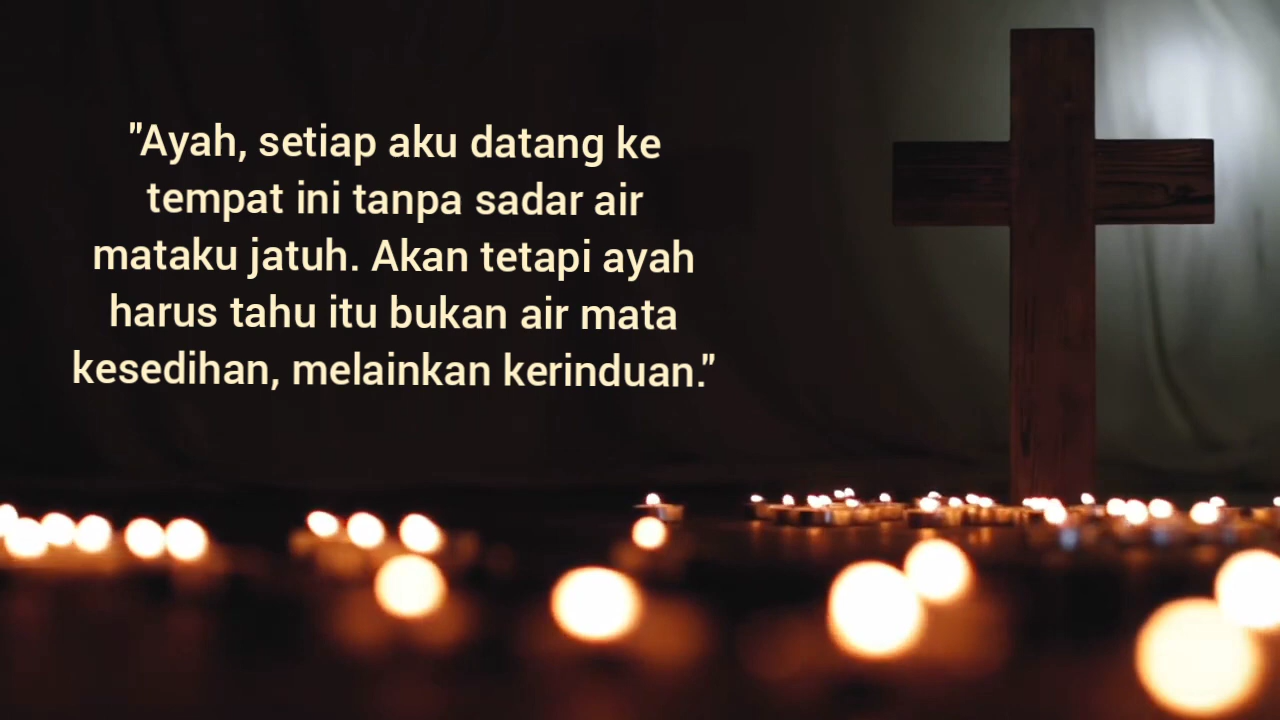 "Ayah, setiap aku datang ke
tempat ini tanpa sadar air
mataku jatuh. Akan tetapi ayah
harus tahu itu bukan air mata
kesedihan, melainkan kerinduan."